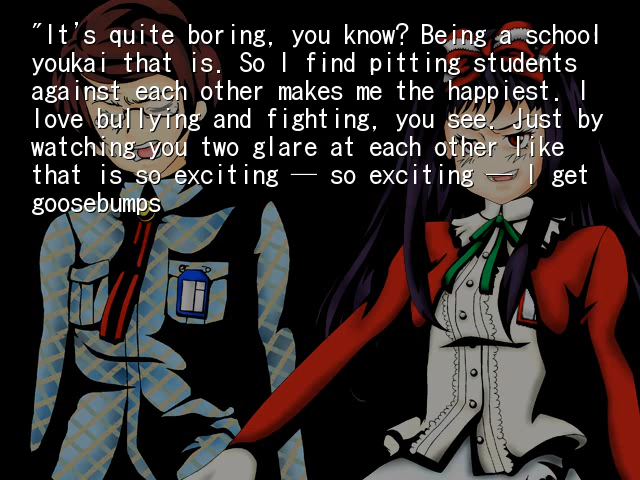 "It's quite boring, you know? Being a school
youkai that is. So I find pitting students
against each other makes me the happiest. I
love bullying and fighting, you see. Just by
watching you two glare at each other like
that is so exciting ─ so exciting ─ I get
goosebumps